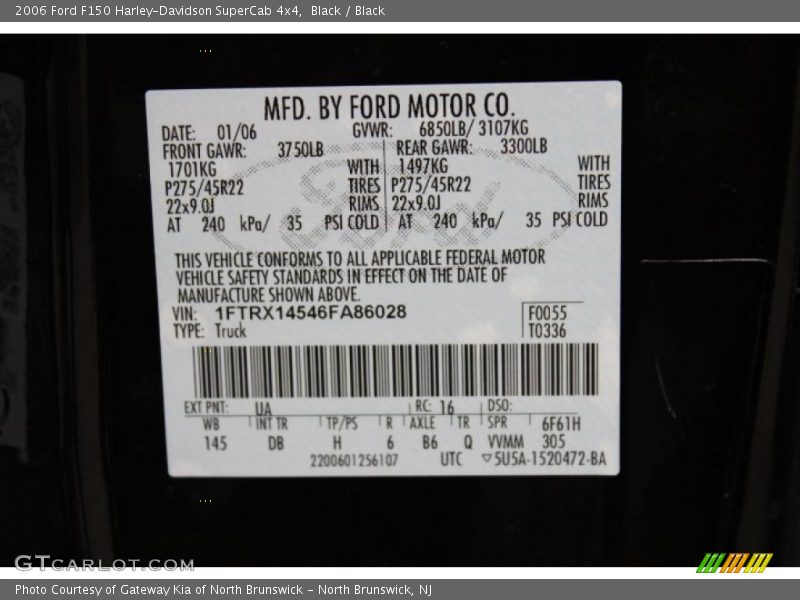 2006 Ford F150 Harley-Davidson SuperCab 4x4,  Black / Black
MFD. BY FORD MOTOR CO.
DATE: 01/06 GVWR: 6850LB/ 3107KG
FRONT GAWR: 3750LB REAR GAWR: 3300LB
1701KG WITH 1497KG WITH
P275/45R22 TIRES P275/45R22 TIRES
22x9.0J RIMS 22x9.0J RIMS
AT 240 kPa/ 35 PSI COLD AT 240 kPa/ 35 PSI COLD
THIS VEHICLE CONFORMS TO ALL APPLICABLE FEDERAL MOTOR
VEHICLE SAFETY STANDARDS IN EFFECT ON THE DATE OF
MANUFACTURE SHOWN ABOVE.
VIN: 1FTRX14546FA86028 F0055
TYPE: Truck T0336
EXT PNT: UA RC: 16 DSO:
WB INT TR TP/PS R AXLE TR SPR 6F61H
145 DB H 6 B6 Q VVMM 305
2200601256107 UTC ▽5U5A-1520472-BA
Ford
GTCARLOT.COM
Photo Courtesy of Gateway Kia of North Brunswick - North Brunswick, NJ